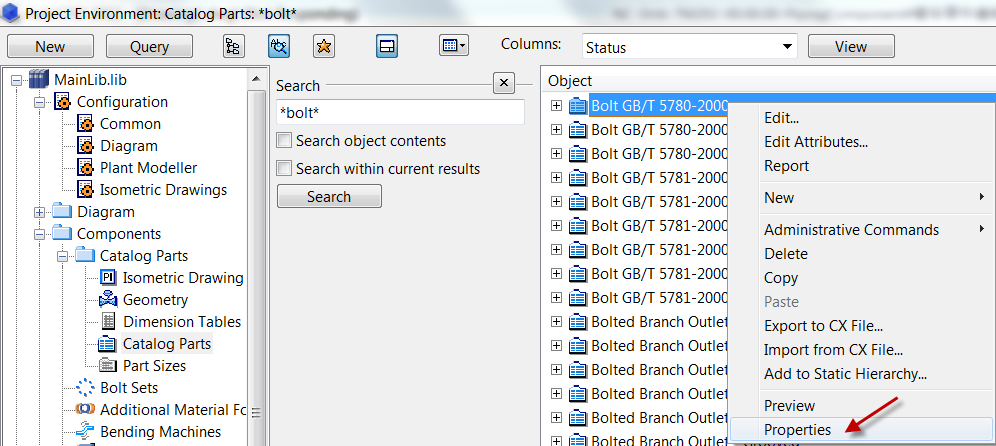 Project Environment: Catalog Parts: *bolt*
New
Query
Columns:
Status
View
MainLib.lib
Configuration
Common
Diagram
Plant Modeller
Isometric Drawings
Diagram
Components
Catalog Parts
Isometric Drawing
Geometry
Dimension Tables
Catalog Parts
Part Sizes
Bolt Sets
Additional Material Fo
Bending Machines
Search
*bolt*
Search object contents
Search within current results
Search
Object
Bolt GB/T 5780-2000
Bolt GB/T 5780-2000
Bolt GB/T 5780-2000
Bolt GB/T 5781-2000
Bolt GB/T 5781-2000
Bolt GB/T 5781-2000
Bolt GB/T 5781-2000
Bolt GB/T 5781-2000
Bolt GB/T 5781-2000
Bolted Branch Outlet
Bolted Branch Outlet
Bolted Branch Outlet
Bolted Branch Outlet
Bolted Branch Outlet
Bolted Branch Outlet
Edit...
Edit Attributes...
Report
New
Administrative Commands
Delete
Copy
Paste
Export to CX File...
Import from CX File...
Add to Static Hierarchy...
Preview
Properties